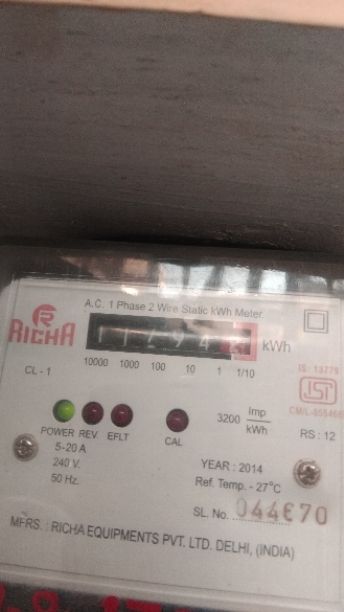 A.C. 1 Phase 2 Wire Static kWh Meter.
RICHA
kWh
10000 1000 100 10 1 1/10
CL - 1
ISI
3200 Imp/kWh
RS : 12
POWER REV. EFLT CAL
5-20 A
240 V.
50 Hz.
YEAR : 2014
Ref. Temp. - 27°C
SL. No.
MFRS. : RICHA EQUIPMENTS PVT. LTD. DELHI, (INDIA)